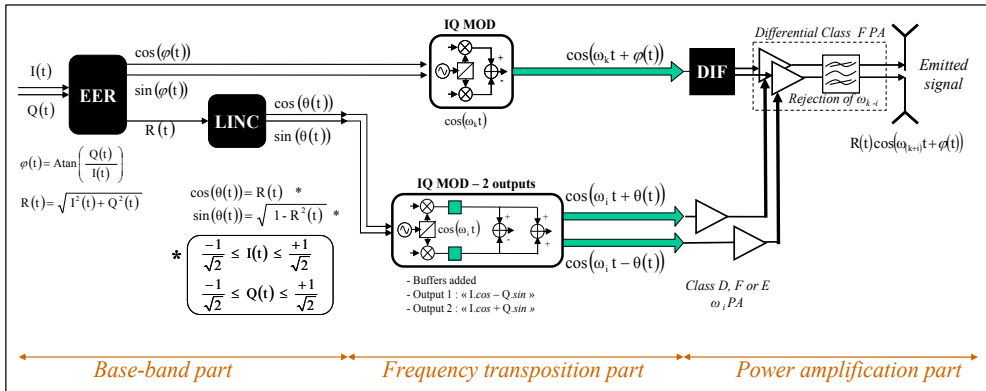 IQ MOD
cos(φ(t))
sin(φ(t))
I(t)
Q(t)
EER
R(t)
LINC
cos(θ(t))
sin(θ(t))
+
-
cos(ω_k t)
cos(ω_k t + φ(t))
DIF
Differential Class F PA
Rejection of ω_{k-i}
Emitted
signal
R(t)cos(ω_{(k+i)} t + φ(t))
φ(t) = Atan(Q(t)/I(t))
R(t) = √(I²(t) + Q²(t))
cos(θ(t)) = R(t) *
sin(θ(t)) = √(1 - R²(t)) *
* -1/√2 ≤ I(t) ≤ +1/√2
-1/√2 ≤ Q(t) ≤ +1/√2
IQ MOD – 2 outputs
cos(ω_i t)
+
-
+
+
cos(ω_i t + θ(t))
cos(ω_i t − θ(t))
- Buffers added
- Output 1 : « I.cos – Q.sin »
- Output 2 : « I.cos + Q.sin »
Class D, F or E
ω_i PA
Base-band part
Frequency transposition part
Power amplification part